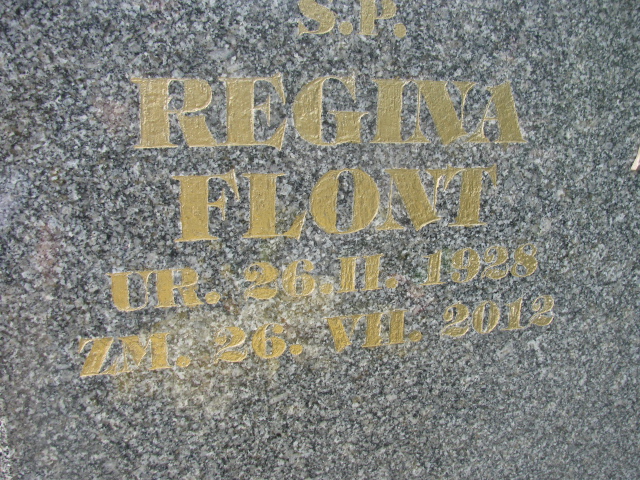 S.P.
REGINA
FLONT
UR. 26.II. 1928
ZM. 26. VII. 2012